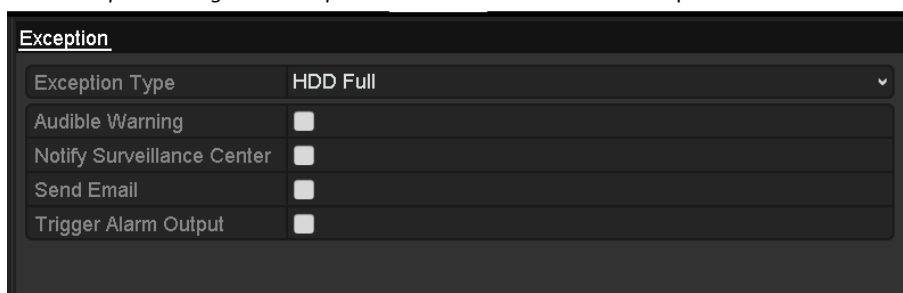 Exception
Exception Type HDD Full
Audible Warning
Notify Surveillance Center
Send Email
Trigger Alarm Output